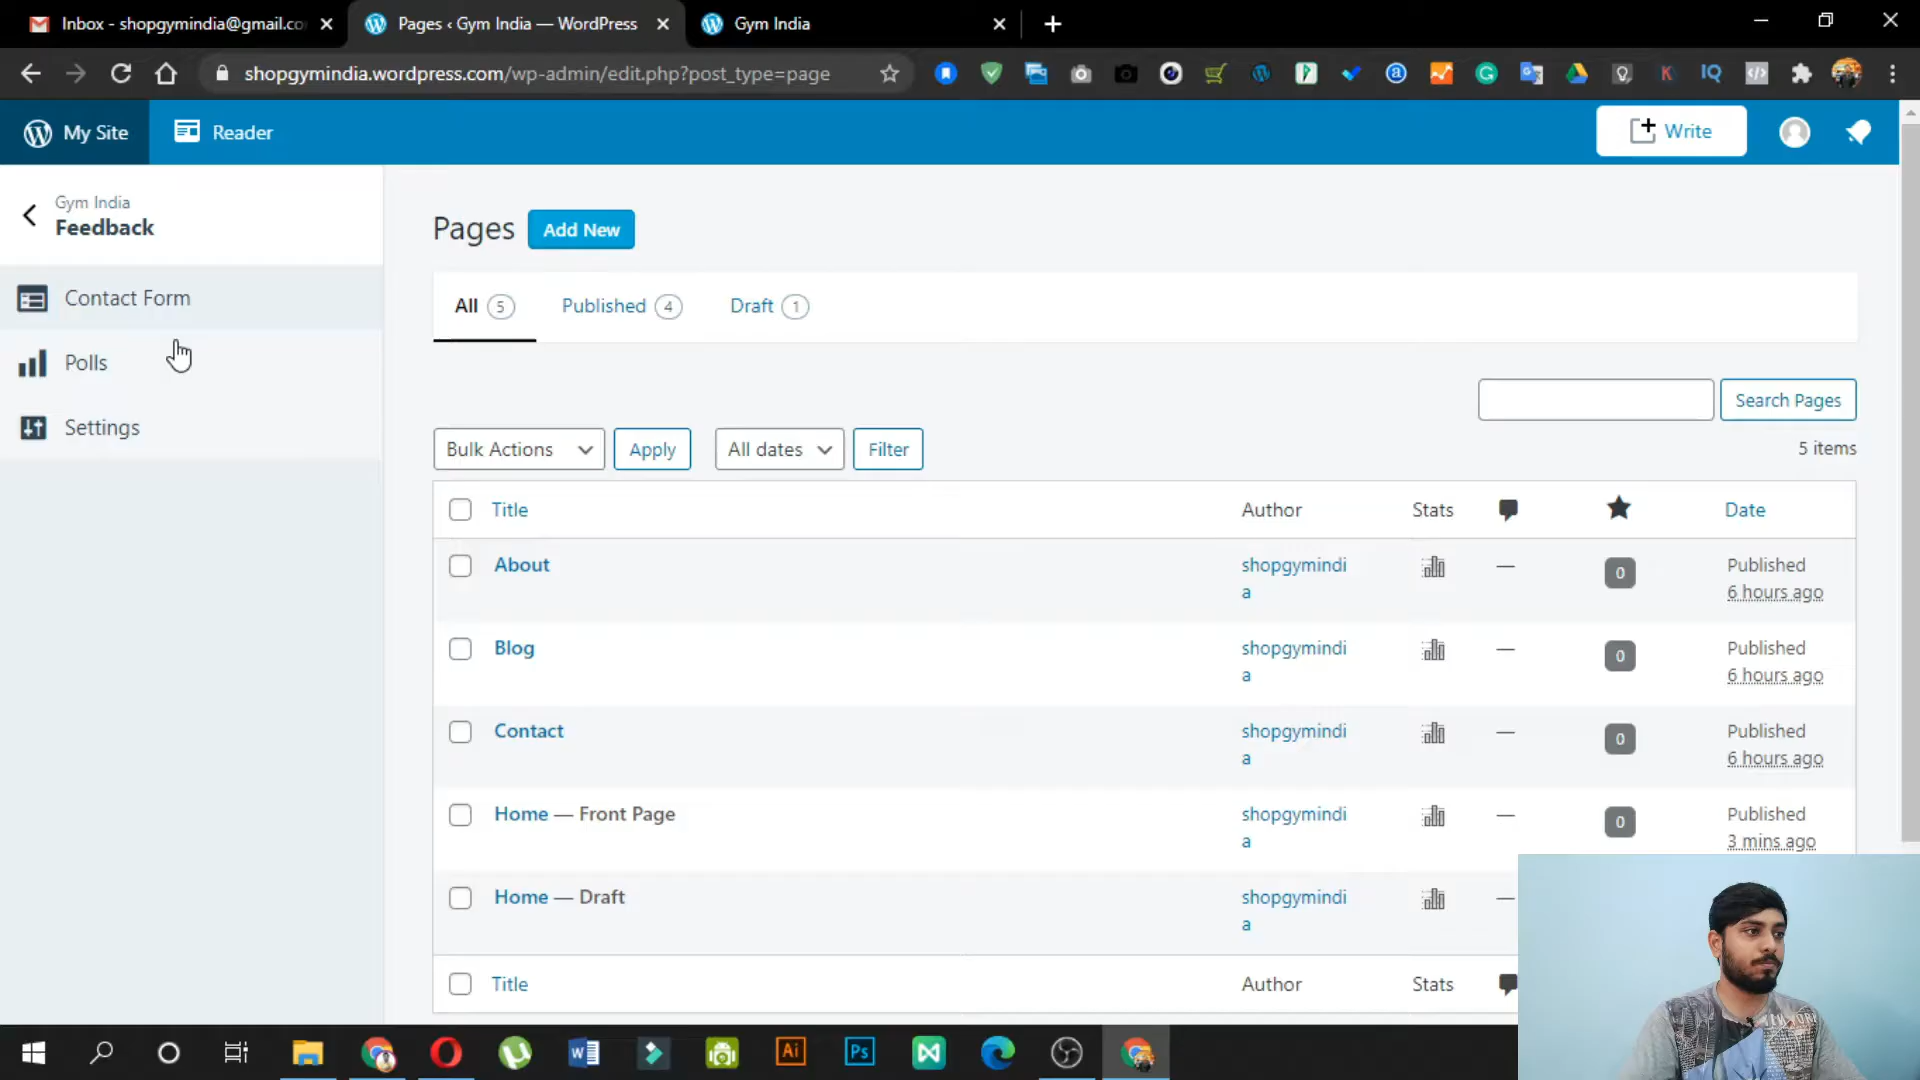 Inbox - shopgymindia@gmail.co
Pages ‹ Gym India — WordPress
Gym India
shopgymindia.wordpress.com/wp-admin/edit.php?post_type=page
My Site
Reader
Write
Gym India
Feedback
Contact Form
Polls
Settings
Pages
Add New
All 5
Published 4
Draft 1
Search Pages
Bulk Actions
Apply
All dates
Filter
5 items
Title Author Stats Date
About shopgymindi 0 Published
a 6 hours ago
Blog shopgymindi 0 Published
a 6 hours ago
Contact shopgymindi 0 Published
a 6 hours ago
Home — Front Page shopgymindi 0 Published
a 3 mins ago
Home — Draft shopgymindi
a
Title Author Stats